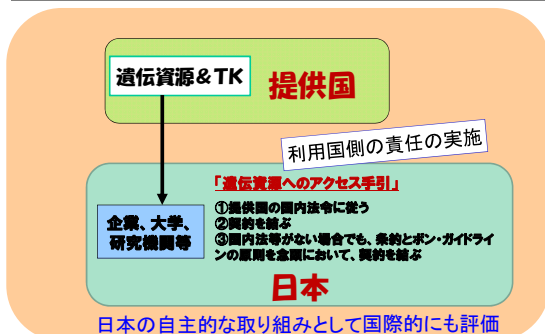 遺伝資源&TK
提供国
利用国側の責任の実施
「遺伝資源へのアクセス手引」
①提供国の国内法令に従う
②契約を結ぶ
③国内法等がない場合でも、条約とボン・ガイドライ
ンの原則を念頭において、契約を結ぶ
企業、大学、
研究機関等
日本
日本の自主的な取り組みとして国際的にも評価